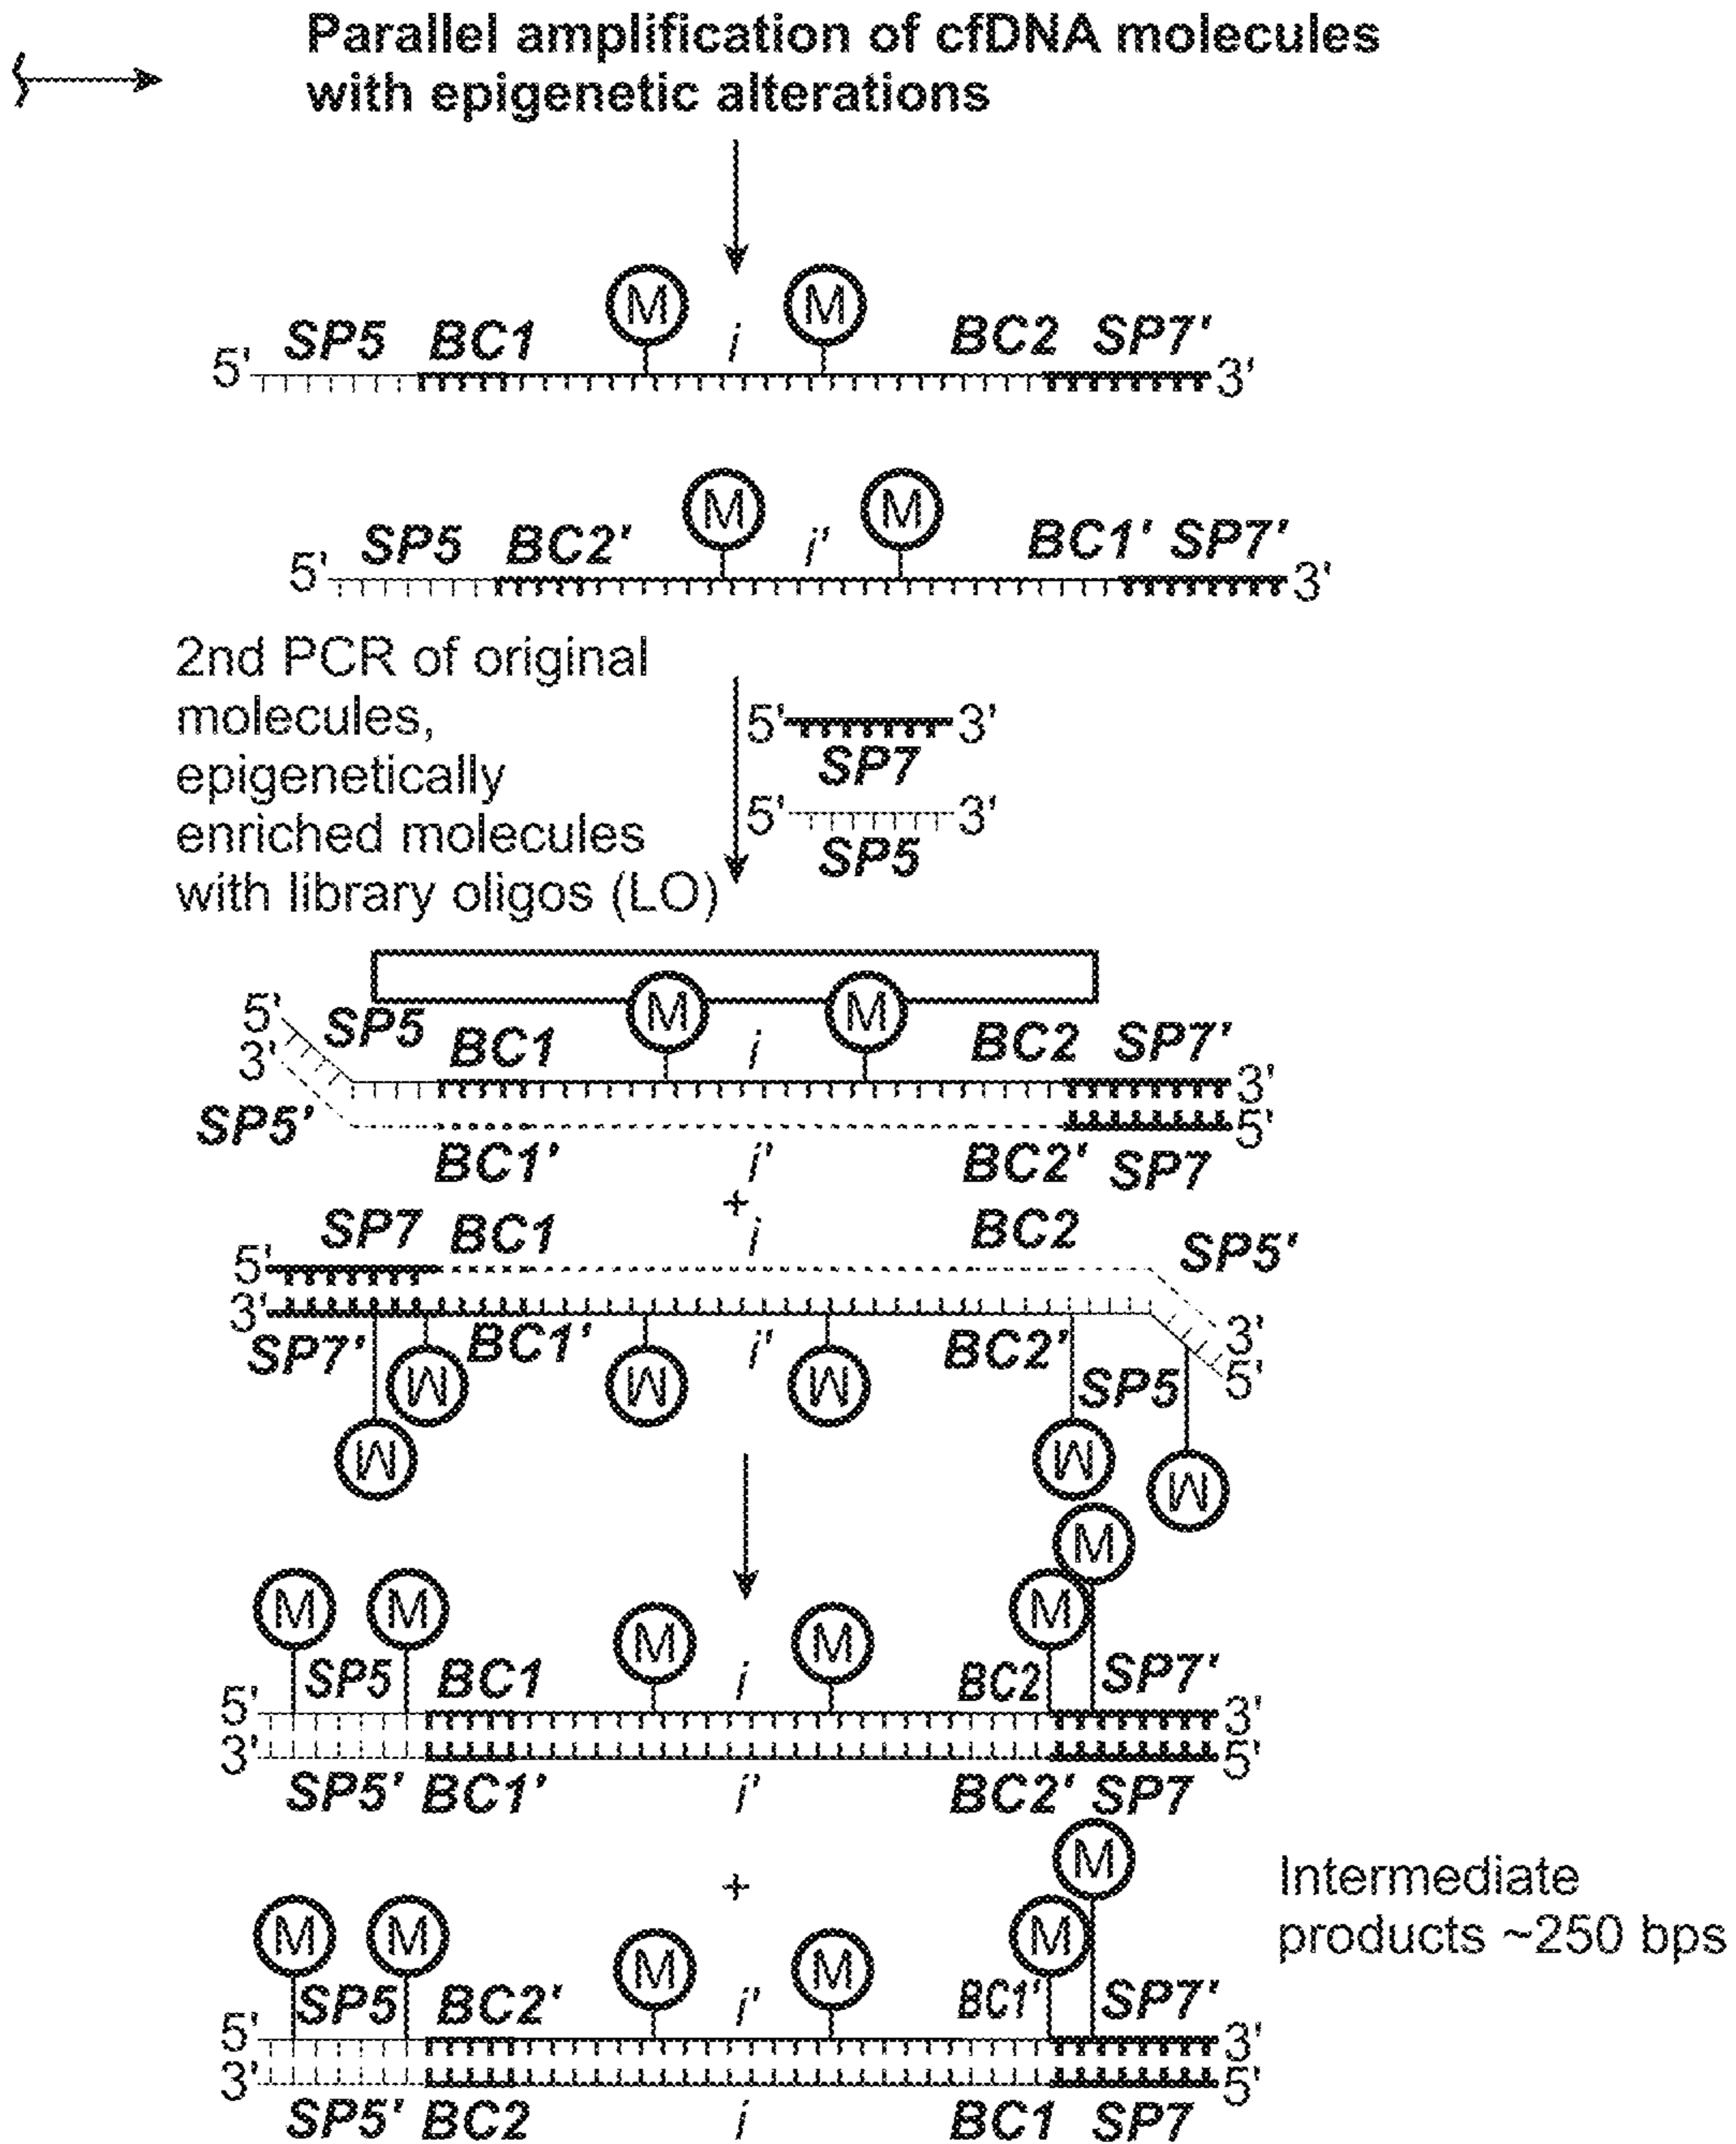 Parallel amplification of cfDNA molecules
with epigenetic alterations
M M
SP5 BC1 i BC2 SP7'
5' 3'
M M
SP5 BC2' i' BC1' SP7'
5' 3'
2nd PCR of original
molecules,
epigenetically
enriched molecules
with library oligos (LO)
5' 3'
SP7
5' 3'
SP5
M M
5' SP5 BC1 i BC2 SP7'
3' 3'
SP5' 5'
BC1' i' BC2' SP7
+
SP7 BC1 i BC2 SP5'
5'
3' 3'
SP7' BC1' i' BC2' SP5 5'
M M M
M M M
M
M M M M M
SP5 BC1 i BC2 SP7'
5' 3'
3' 5'
SP5' BC1' i' BC2' SP7
M
+
Intermediate
products ~250 bps
M M M M M
SP5 BC2' i' BC1' SP7'
5' 3'
3' 5'
SP5' BC2 i BC1 SP7